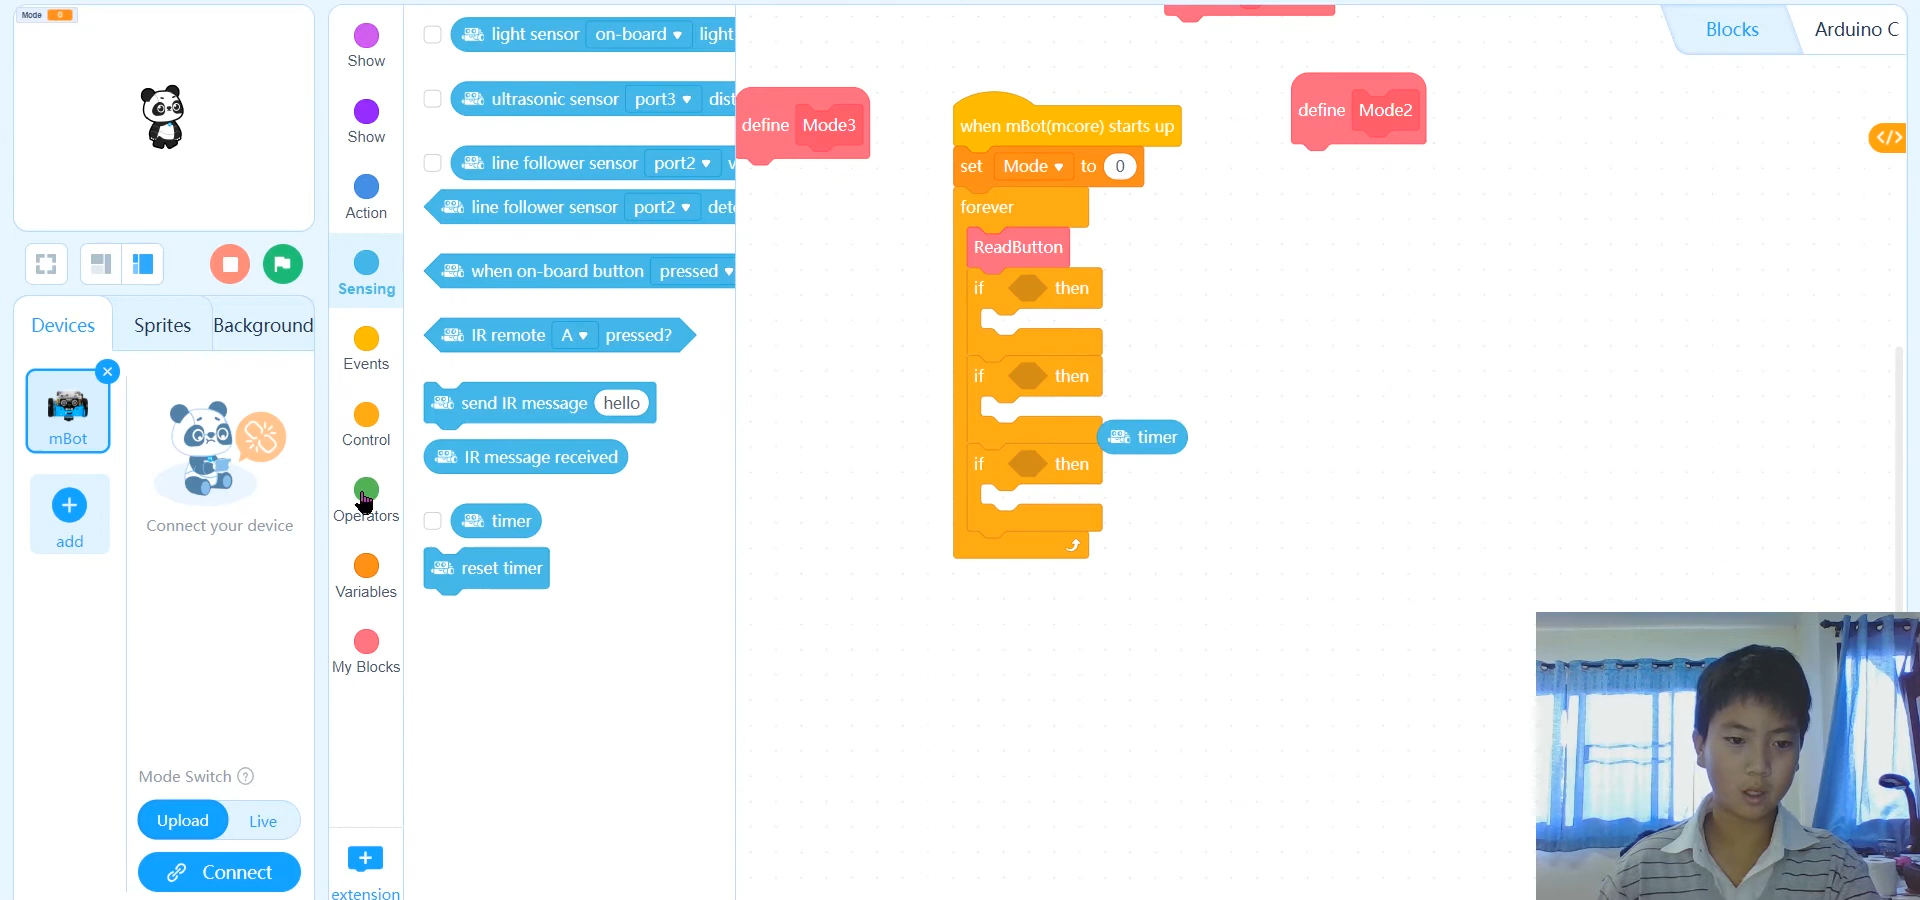 Mode
Devices
Sprites
Background
mBot
add
Connect your device
Mode Switch ?
Upload
Live
Connect
Show
Show
Action
Sensing
Events
Control
Operators
Variables
My Blocks
extension
light sensor on-board light
ultrasonic sensor port3 dist
line follower sensor port2
line follower sensor port2 dete
when on-board button pressed
IR remote A pressed?
send IR message hello
IR message received
timer
reset timer
define Mode3
when mBot(mcore) starts up
set Mode to 0
forever
ReadButton
if then
if then
timer
if then
define Mode2
Blocks
Arduino C
</>